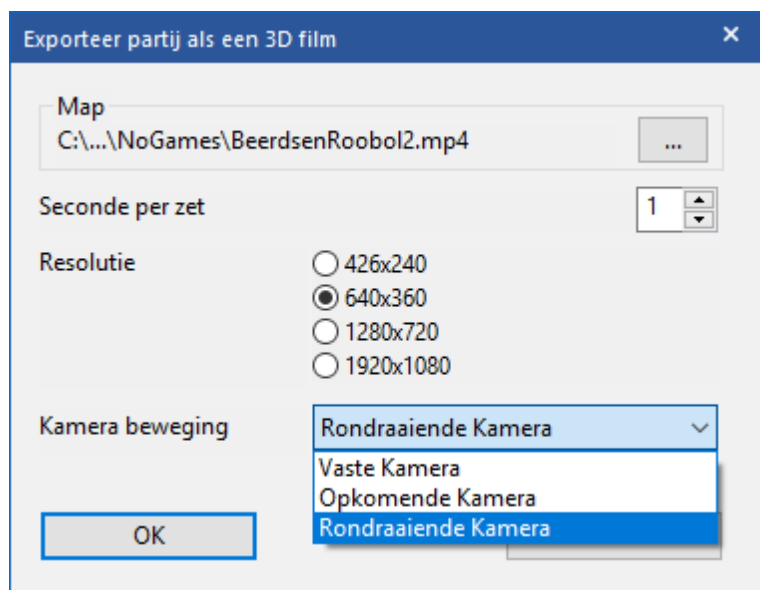 Exporteer partij als een 3D film
Map
C:\...\NoGames\BeerdsenRoobol2.mp4
...
Seconde per zet
1
Resolutie
426x240
640x360
1280x720
1920x1080
Kamera beweging
Rondraaiende Kamera
Vaste Kamera
Opkomende Kamera
Rondraaiende Kamera
OK